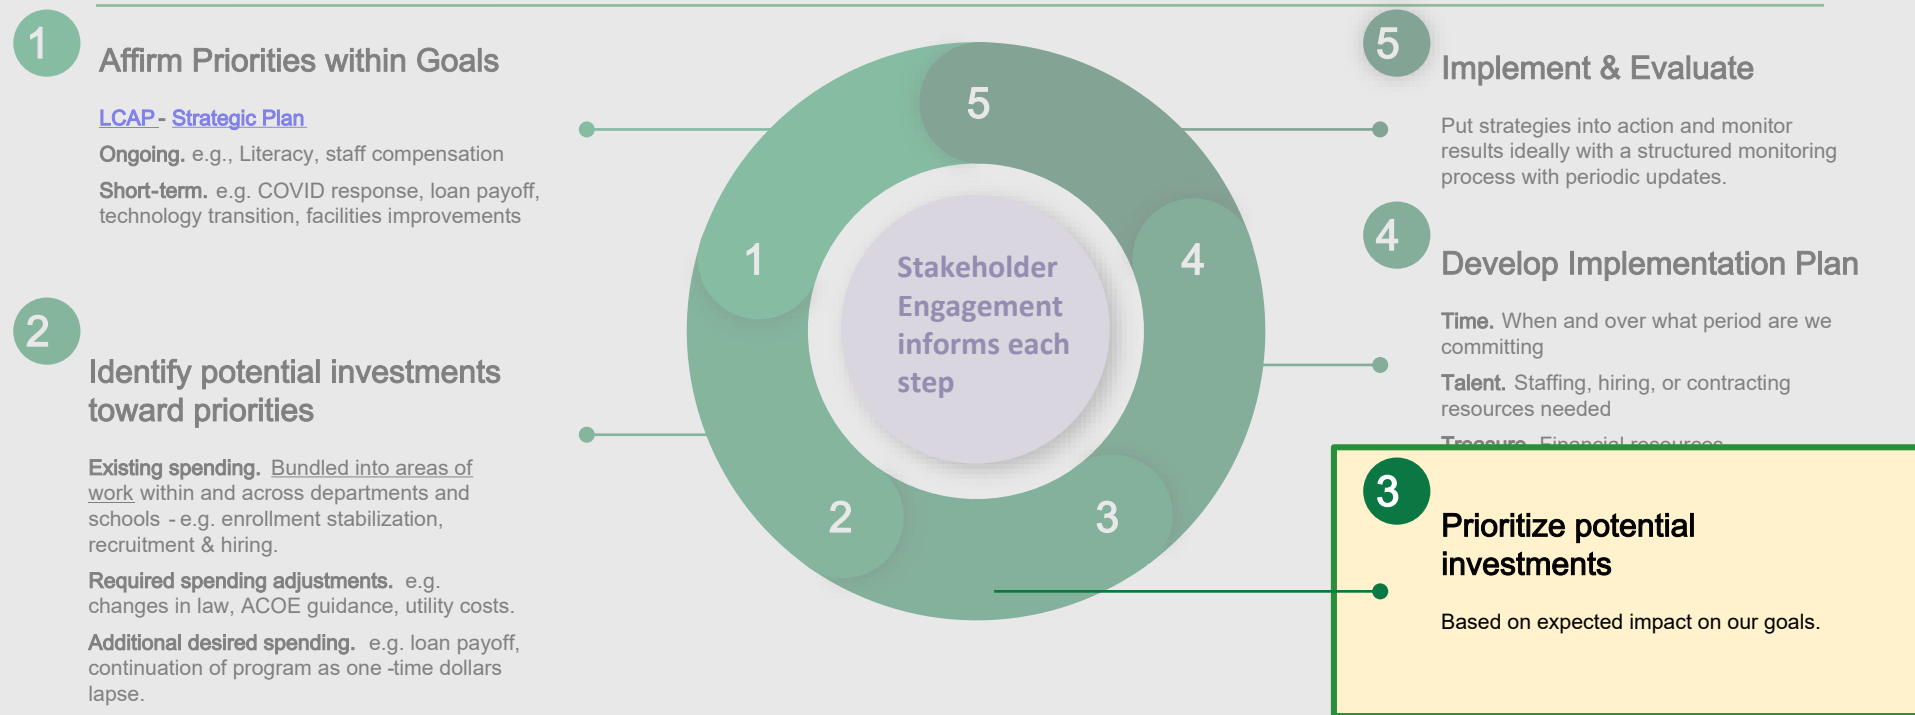 1
Affirm Priorities within Goals
LCAP - Strategic Plan
Ongoing. e.g., Literacy, staff compensation
Short-term. e.g. COVID response, loan payoff,
technology transition, facilities improvements
2
Identify potential investments
toward priorities
Existing spending. Bundled into areas of
work within and across departments and
schools - e.g. enrollment stabilization,
recruitment & hiring.
Required spending adjustments. e.g.
changes in law, ACOE guidance, utility costs.
Additional desired spending. e.g. loan payoff,
continuation of program as one -time dollars
lapse.
5
1
4
2
3
Stakeholder
Engagement
informs each
step
5
Implement & Evaluate
Put strategies into action and monitor
results ideally with a structured monitoring
process with periodic updates.
4
Develop Implementation Plan
Time. When and over what period are we
committing
Talent. Staffing, hiring, or contracting
resources needed
Treasure. Financial resources
3
Prioritize potential
investments
Based on expected impact on our goals.